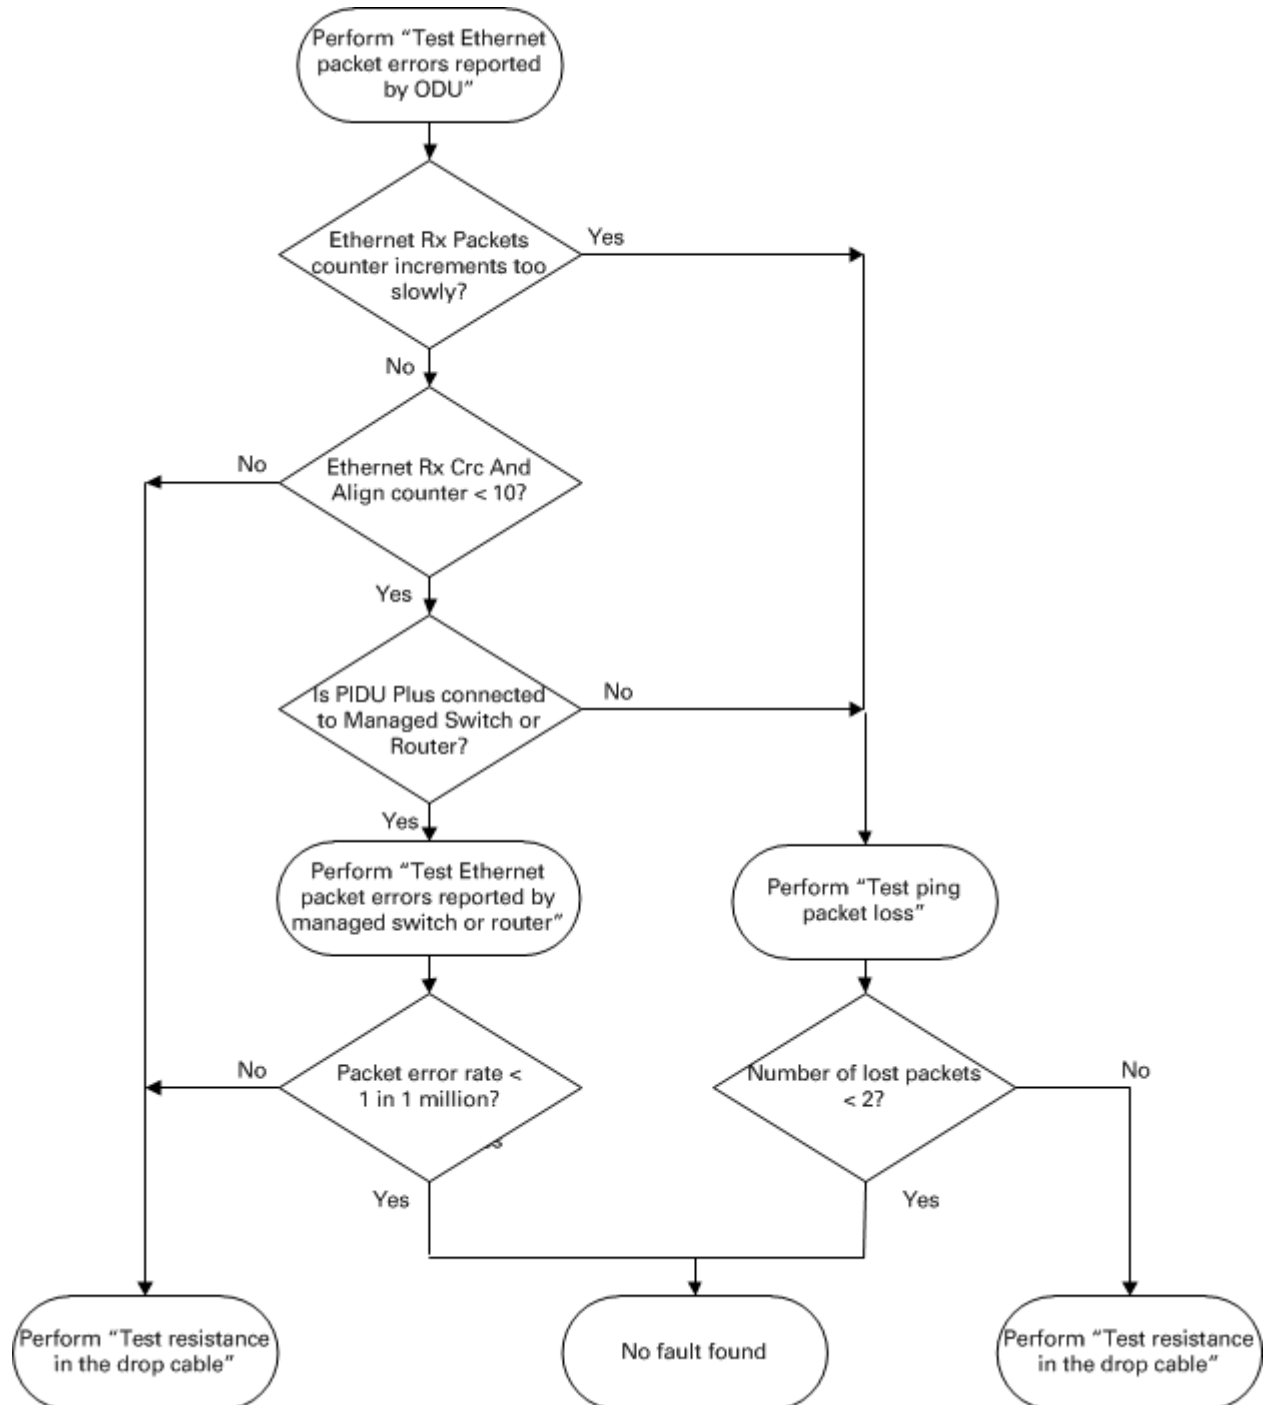 Perform “Test Ethernet
packet errors reported
by ODU”
Ethernet Rx Packets
counter increments too
slowly?
Yes
No
Ethernet Rx Crc And
Align counter < 10?
No
Yes
Is PIDU Plus connected
to Managed Switch or
Router?
No
Yes
Perform “Test Ethernet
packet errors reported by
managed switch or router”
Perform “Test ping
packet loss”
Packet error rate <
1 in 1 million?
No
Number of lost packets
< 2?
No
Yes
Yes
Perform “Test resistance
in the drop cable”
No fault found
Perform “Test resistance
in the drop cable”